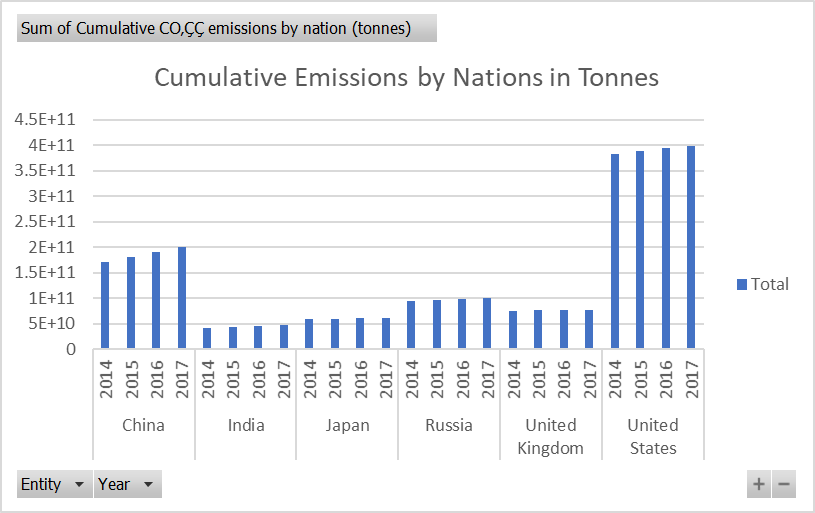 Sum of Cumulative CO,ÇÇ emissions by nation (tonnes)
Cumulative Emissions by Nations in Tonnes
4.5E+11
4E+11
3.5E+11
3E+11
2.5E+11
2E+11
1.5E+11
1E+11
5E+10
0
Total
2014 2015 2016 2017 2014 2015 2016 2017 2014 2015 2016 2017 2014 2015 2016 2017 2014 2015 2016 2017 2014 2015 2016 2017
China India Japan Russia United United
Kingdom States
Entity Year